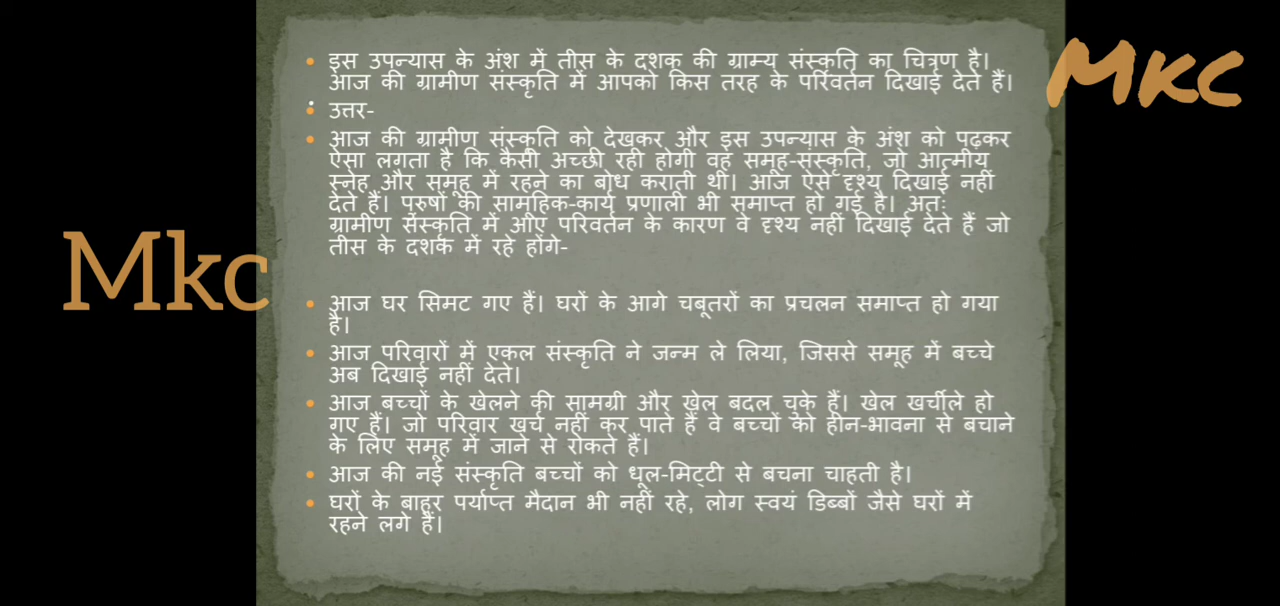 Mkc
Mkc
इस उपन्यास के अंश में तीस के दशक की ग्राम्य संस्कृति का चित्रण है।
आज की ग्रामीण संस्कृति में आपको किस तरह के परिवर्तन दिखाई देते हैं।
उत्तर-
आज की ग्रामीण संस्कृति को देखकर और इस उपन्यास के अंश को पढ़कर
ऐसा लगता है कि कैसी अच्छी रही होगी वह समूह-संस्कृति, जो आत्मीय
स्नेह और समूह में रहने का बोध कराती थी। आज ऐसे दृश्य दिखाई नहीं
देते हैं। पुरुषों की सामूहिक-कार्य प्रणाली भी समाप्त हो गई है। अतः
ग्रामीण संस्कृति में आए परिवर्तन के कारण वे दृश्य नहीं दिखाई देते हैं जो
तीस के दशक में रहे होंगे-
आज घर सिमट गए हैं। घरों के आगे चबूतरों का प्रचलन समाप्त हो गया
है।
आज परिवारों में एकल संस्कृति ने जन्म ले लिया, जिससे समूह में बच्चे
अब दिखाई नहीं देते।
आज बच्चों के खेलने की सामग्री और खेल बदल चुके हैं। खेल खर्चीले हो
गए हैं। जो परिवार खर्च नहीं कर पाते हैं वे बच्चों को हीन-भावना से बचाने
के लिए समूह में जाने से रोकते हैं।
आज की नई संस्कृति बच्चों को धूल-मिट्टी से बचना चाहती है।
घरों के बाहर पर्याप्त मैदान भी नहीं रहे, लोग स्वयं डिब्बों जैसे घरों में
रहने लगे हैं।